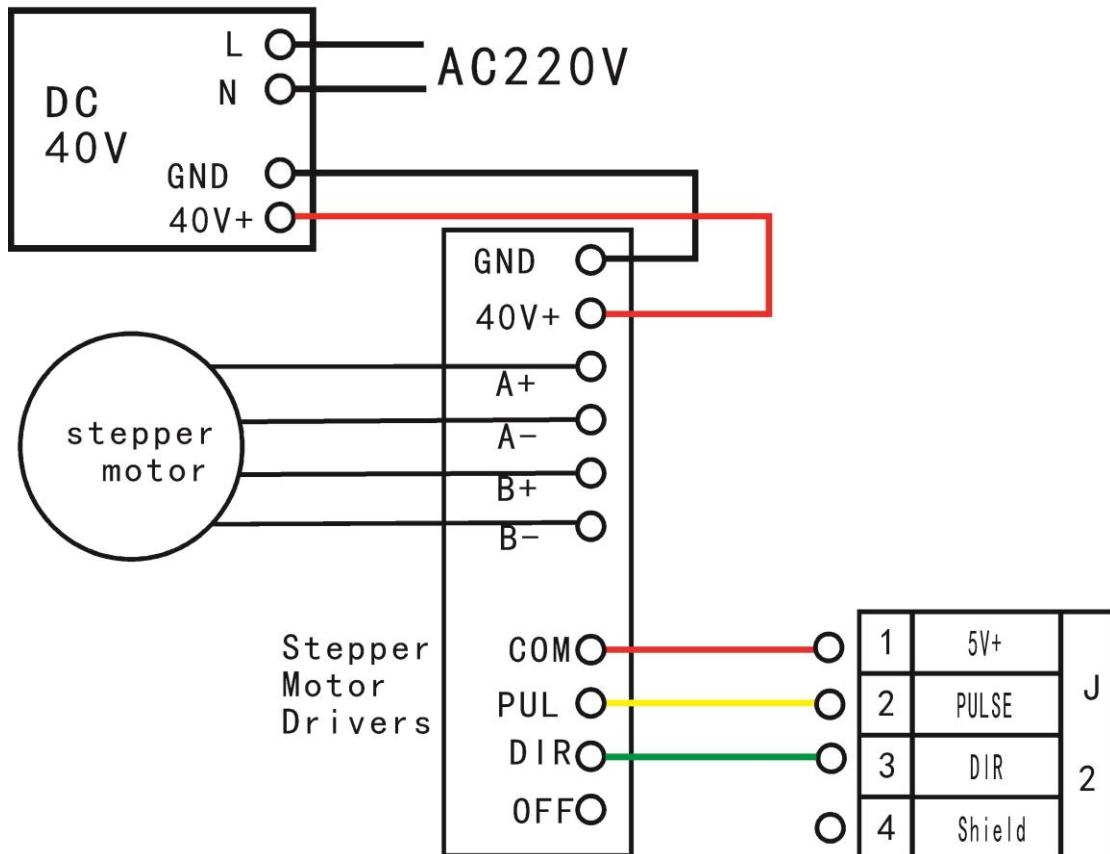 L
AC220V
N
DC
40V
GND
40V+
GND
40V+
A+
A-
B+
B-
stepper
motor
Stepper
Motor
Drivers
COM
PUL
DIR
OFF
1 5V+
2 PULSE
3 DIR
4 Shield
J
2